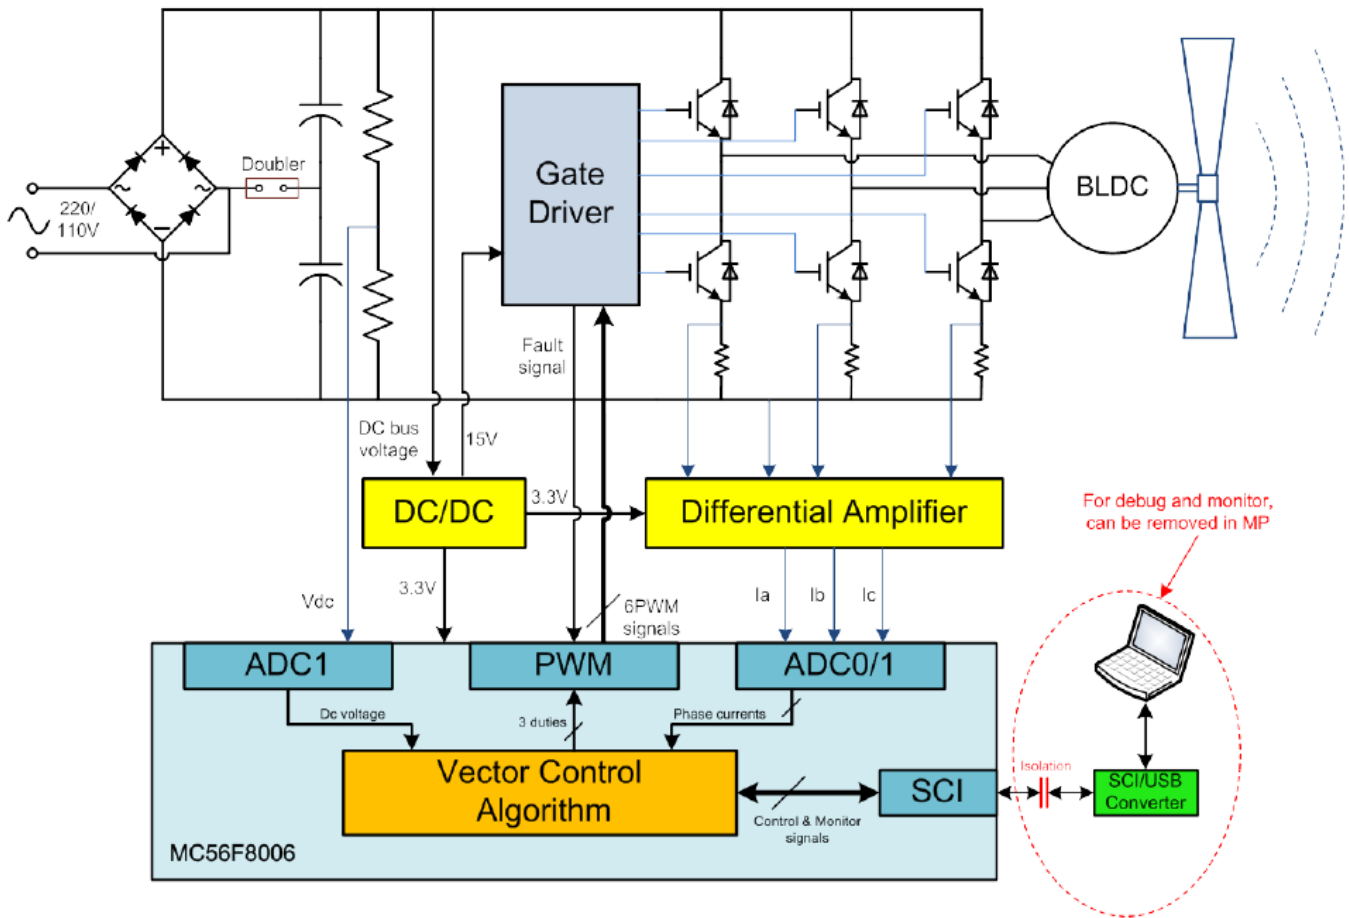 Doubler
220/
110V
+
~
~
−
Gate
Driver
BLDC
Fault
signal
DC bus
voltage
15V
DC/DC
3.3V
Differential Amplifier
For debug and monitor,
can be removed in MP
3.3V
Vdc
6PWM
signals
Ia
Ib
Ic
ADC1
PWM
ADC0/1
Dc voltage
3 duties
Phase currents
Vector Control
Algorithm
SCI
Isolation
SCI/USB
Converter
Control & Monitor
signals
MC56F8006